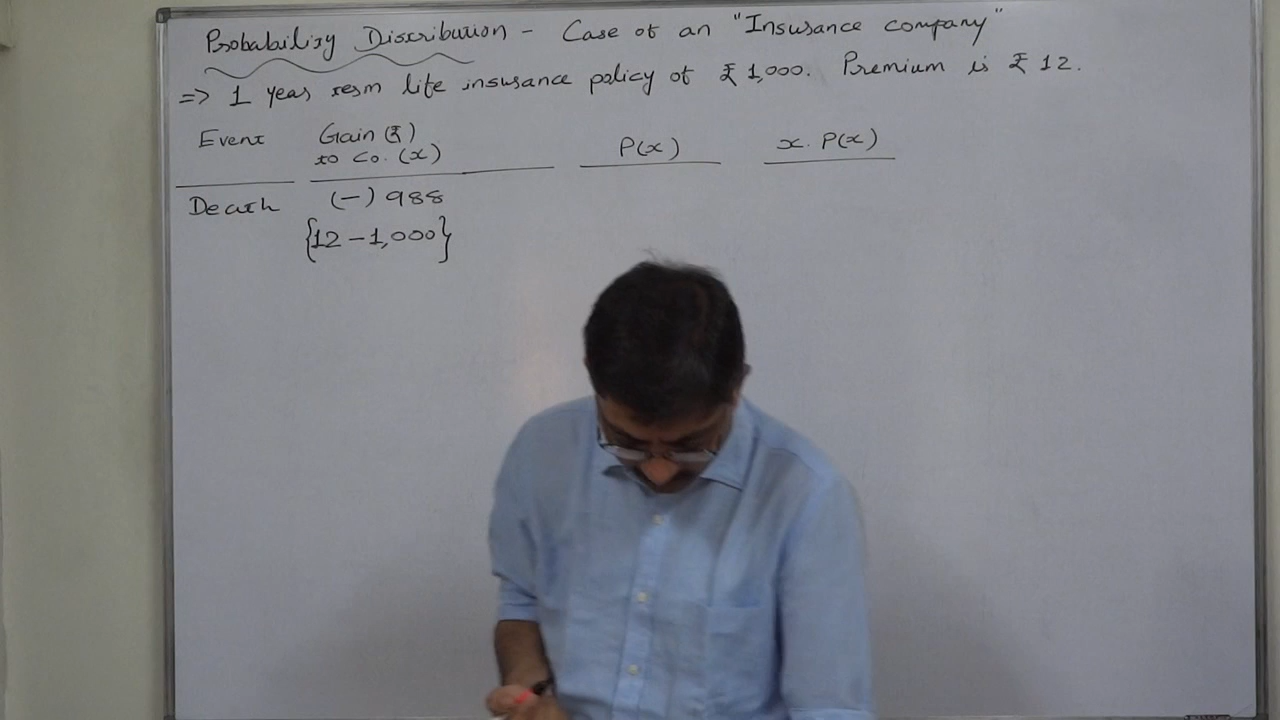 Probability Distribution - Case of an "Insurance company"
=> 1 year term life insurance policy of ₹ 1,000. Premium is ₹ 12.
Event Gain (₹) to Co. (x) P(x) x. P(x)
Death (-) 988
{12 - 1,000}